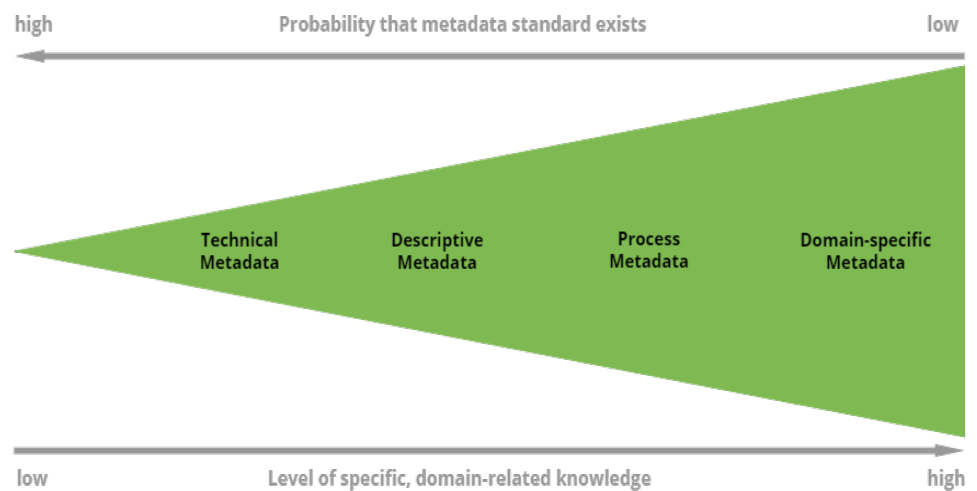 high Probability that metadata standard exists low
Technical
Metadata
Descriptive
Metadata
Process
Metadata
Domain-specific
Metadata
low Level of specific, domain-related knowledge high